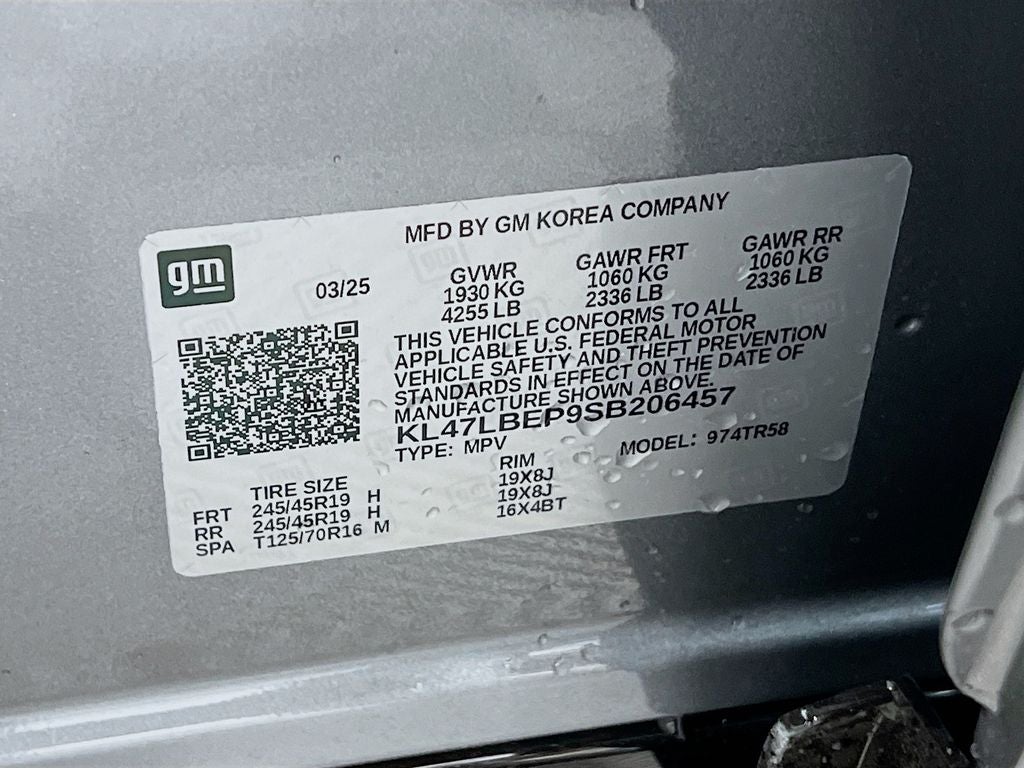 MFD BY GM KOREA COMPANY
gm
03/25
GVWR GAWR FRT GAWR RR
1930 KG 1060 KG 1060 KG
4255 LB 2336 LB 2336 LB
THIS VEHICLE CONFORMS TO ALL
APPLICABLE U.S. FEDERAL MOTOR
VEHICLE SAFETY AND THEFT PREVENTION
STANDARDS IN EFFECT ON THE DATE OF
MANUFACTURE SHOWN ABOVE.
KL47LBEP9SB206457
TYPE: MPV MODEL: 974TR58
TIRE SIZE RIM
FRT 245/45R19 H 19X8J
RR 245/45R19 H 19X8J
SPA T125/70R16 M 16X4BT